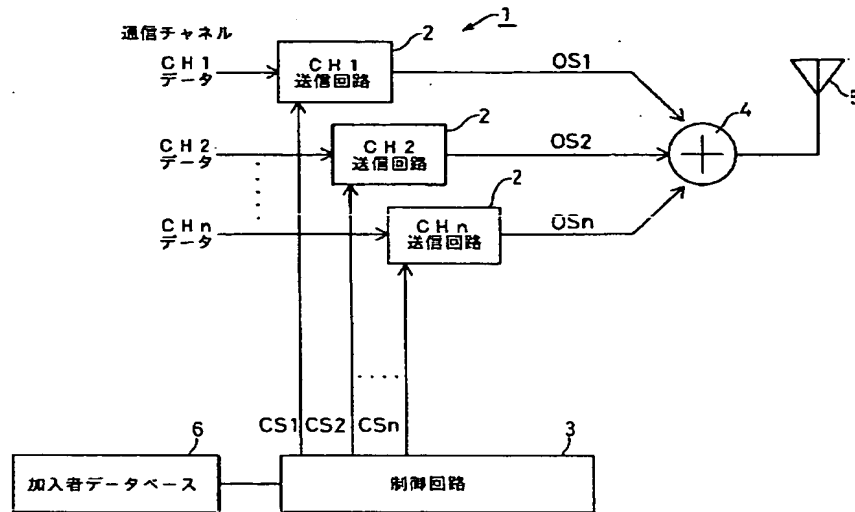 通信チャネル
CH1
データ
CH1
送信回路
2
1
OS1
5
4
CH2
データ
CH2
送信回路
2
OS2
CHn
データ
CHn
送信回路
2
OSn
CS1 CS2 CSn
6
3
加入者データベース
制御回路